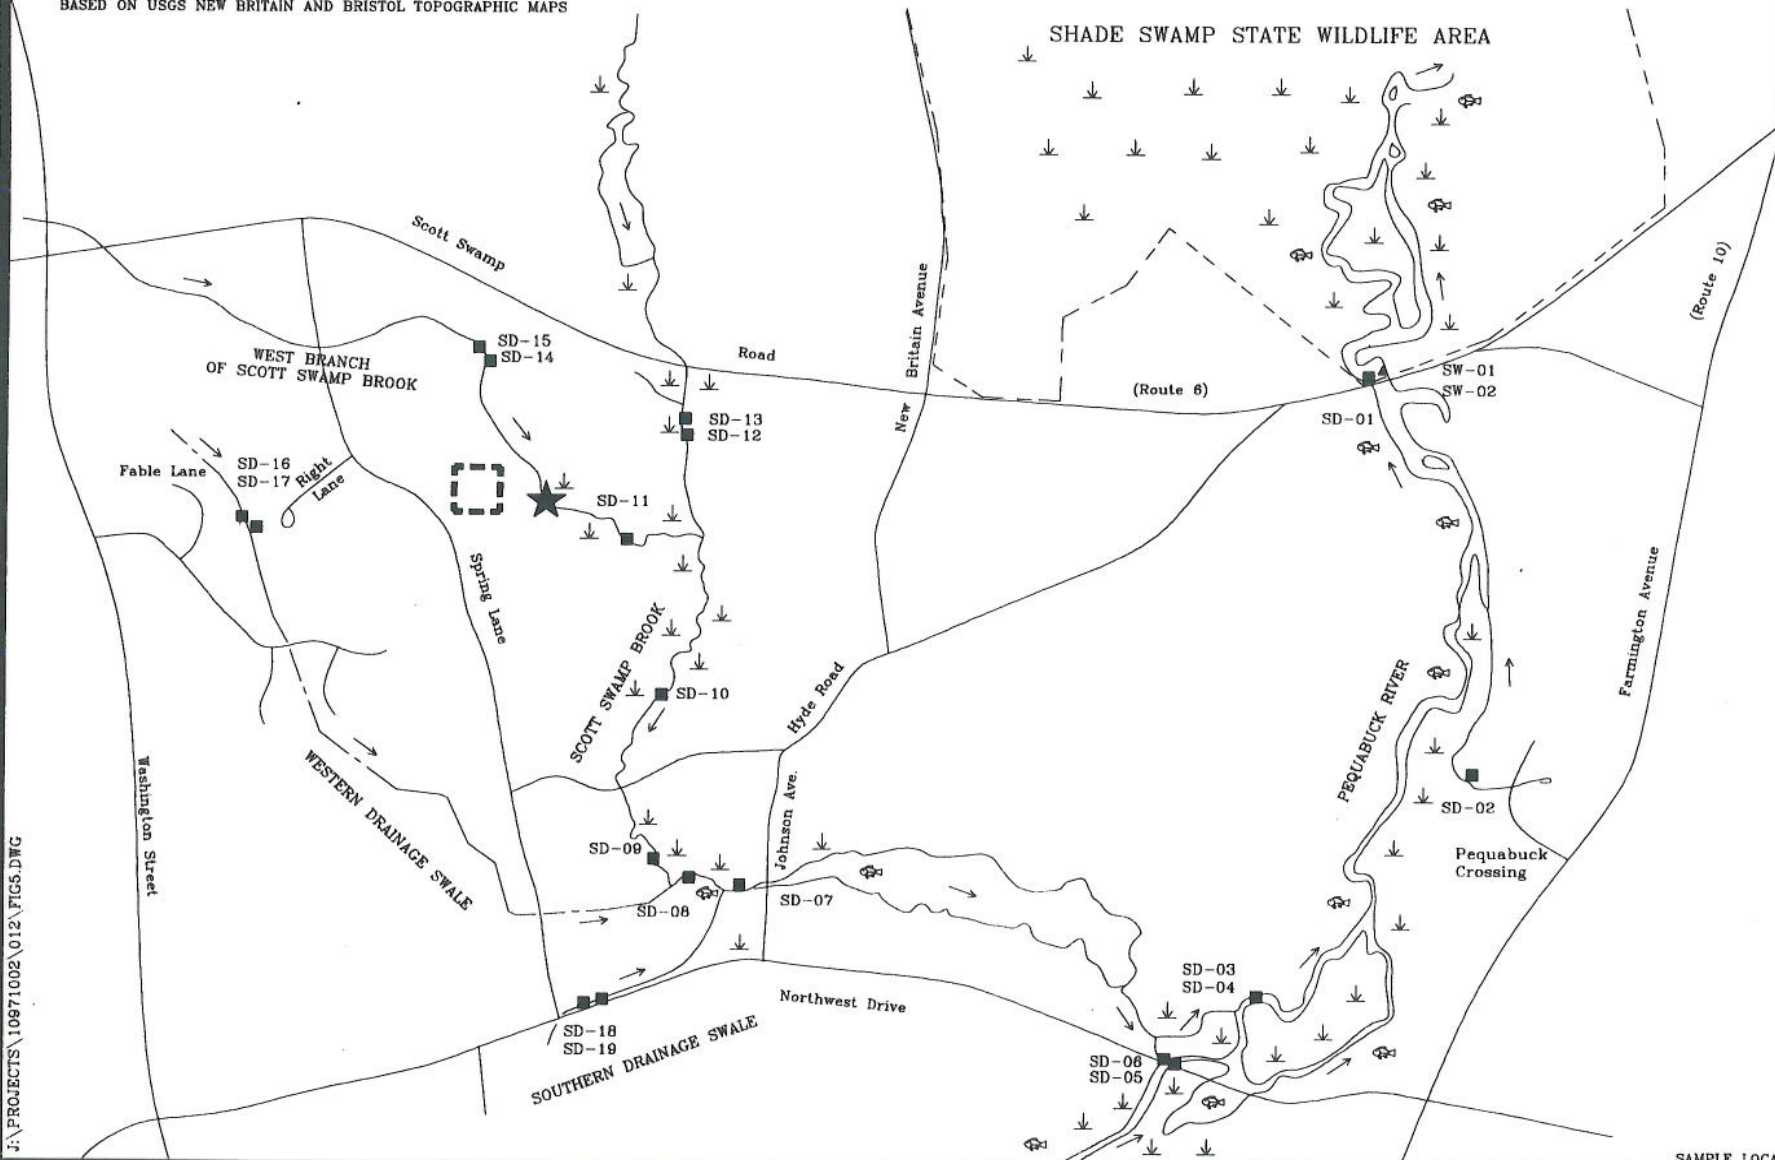 BASED ON USGS NEW BRITAIN AND BRISTOL TOPOGRAPHIC MAPS
SHADE SWAMP STATE WILDLIFE AREA
Scott Swamp
Road
(Route 6)
New
Britain Avenue
(Route 10)
WEST BRANCH
OF SCOTT SWAMP BROOK
SD-15
SD-14
SD-13
SD-12
SW-01
SW-02
SD-01
Fable Lane
SD-16
SD-17
Right
Lane
SD-11
Spring Lane
SCOTT SWAMP BROOK
SD-10
Hyde Road
Farmington Avenue
PEQUABUCK RIVER
WESTERN DRAINAGE SWALE
Washington Street
Johnson Ave.
SD-09
SD-08
SD-07
SD-02
Pequabuck
Crossing
SD-03
SD-04
Northwest Drive
SD-18
SD-19
SOUTHERN DRAINAGE SWALE
SD-06
SD-05
J:\PROJECTS\10971002\012\FIG5.DWG